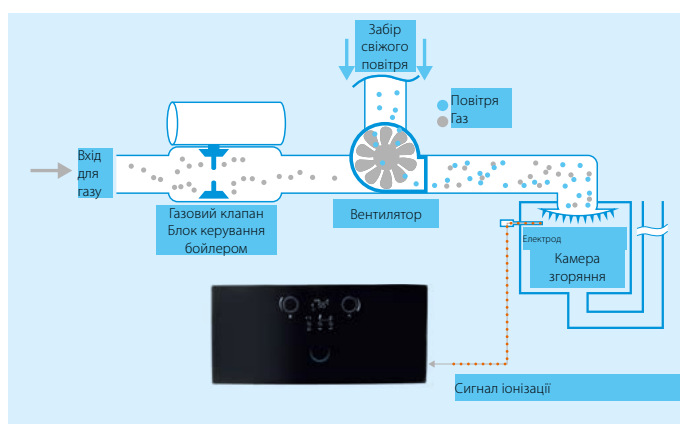 Забір
свіжого
повітря
Повітря
Газ
Вхід
для
газу
Газовий клапан
Блок керування
бойлером
Вентилятор
Електрод
Камера
згоряння
Сигнал іонізації